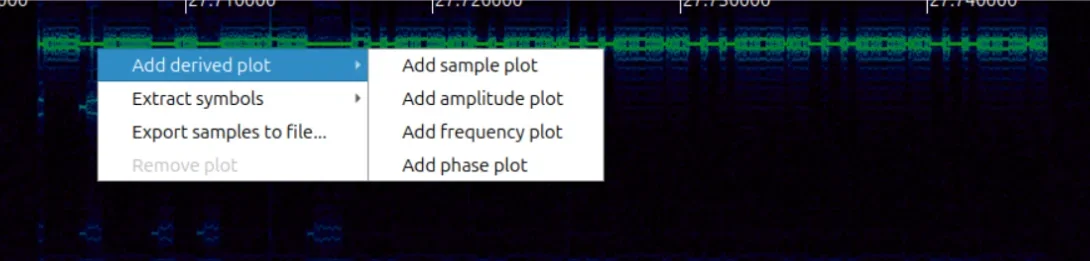 27.710000 27.720000 27.730000 27.740000
Add derived plot
Extract symbols
Export samples to file...
Remove plot
Add sample plot
Add amplitude plot
Add frequency plot
Add phase plot